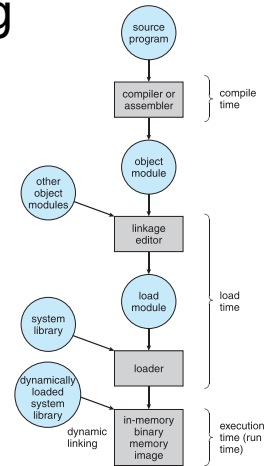 g
source
program
compiler or
assembler
compile
time
object
module
other
object
modules
linkage
editor
load
module
load
time
system
library
loader
dynamically
loaded
system
library
dynamic
linking
in-memory
binary
memory
image
execution
time (run
time)